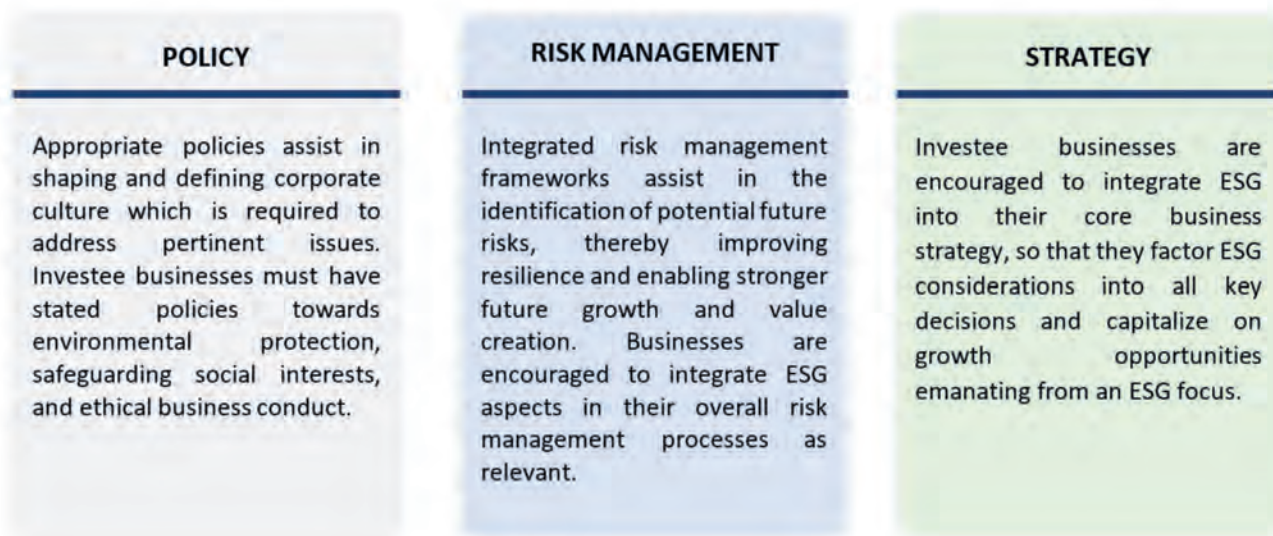 POLICY
Appropriate policies assist in
shaping and defining corporate
culture which is required to
address pertinent issues.
Investee businesses must have
stated policies towards
environmental protection,
safeguarding social interests,
and ethical business conduct.
RISK MANAGEMENT
Integrated risk management
frameworks assist in the
identification of potential future
risks, thereby improving
resilience and enabling stronger
future growth and value
creation. Businesses are
encouraged to integrate ESG
aspects in their overall risk
management processes as
relevant.
STRATEGY
Investee businesses are
encouraged to integrate ESG
into their core business
strategy, so that they factor ESG
considerations into all key
decisions and capitalize on
growth opportunities
emanating from an ESG focus.